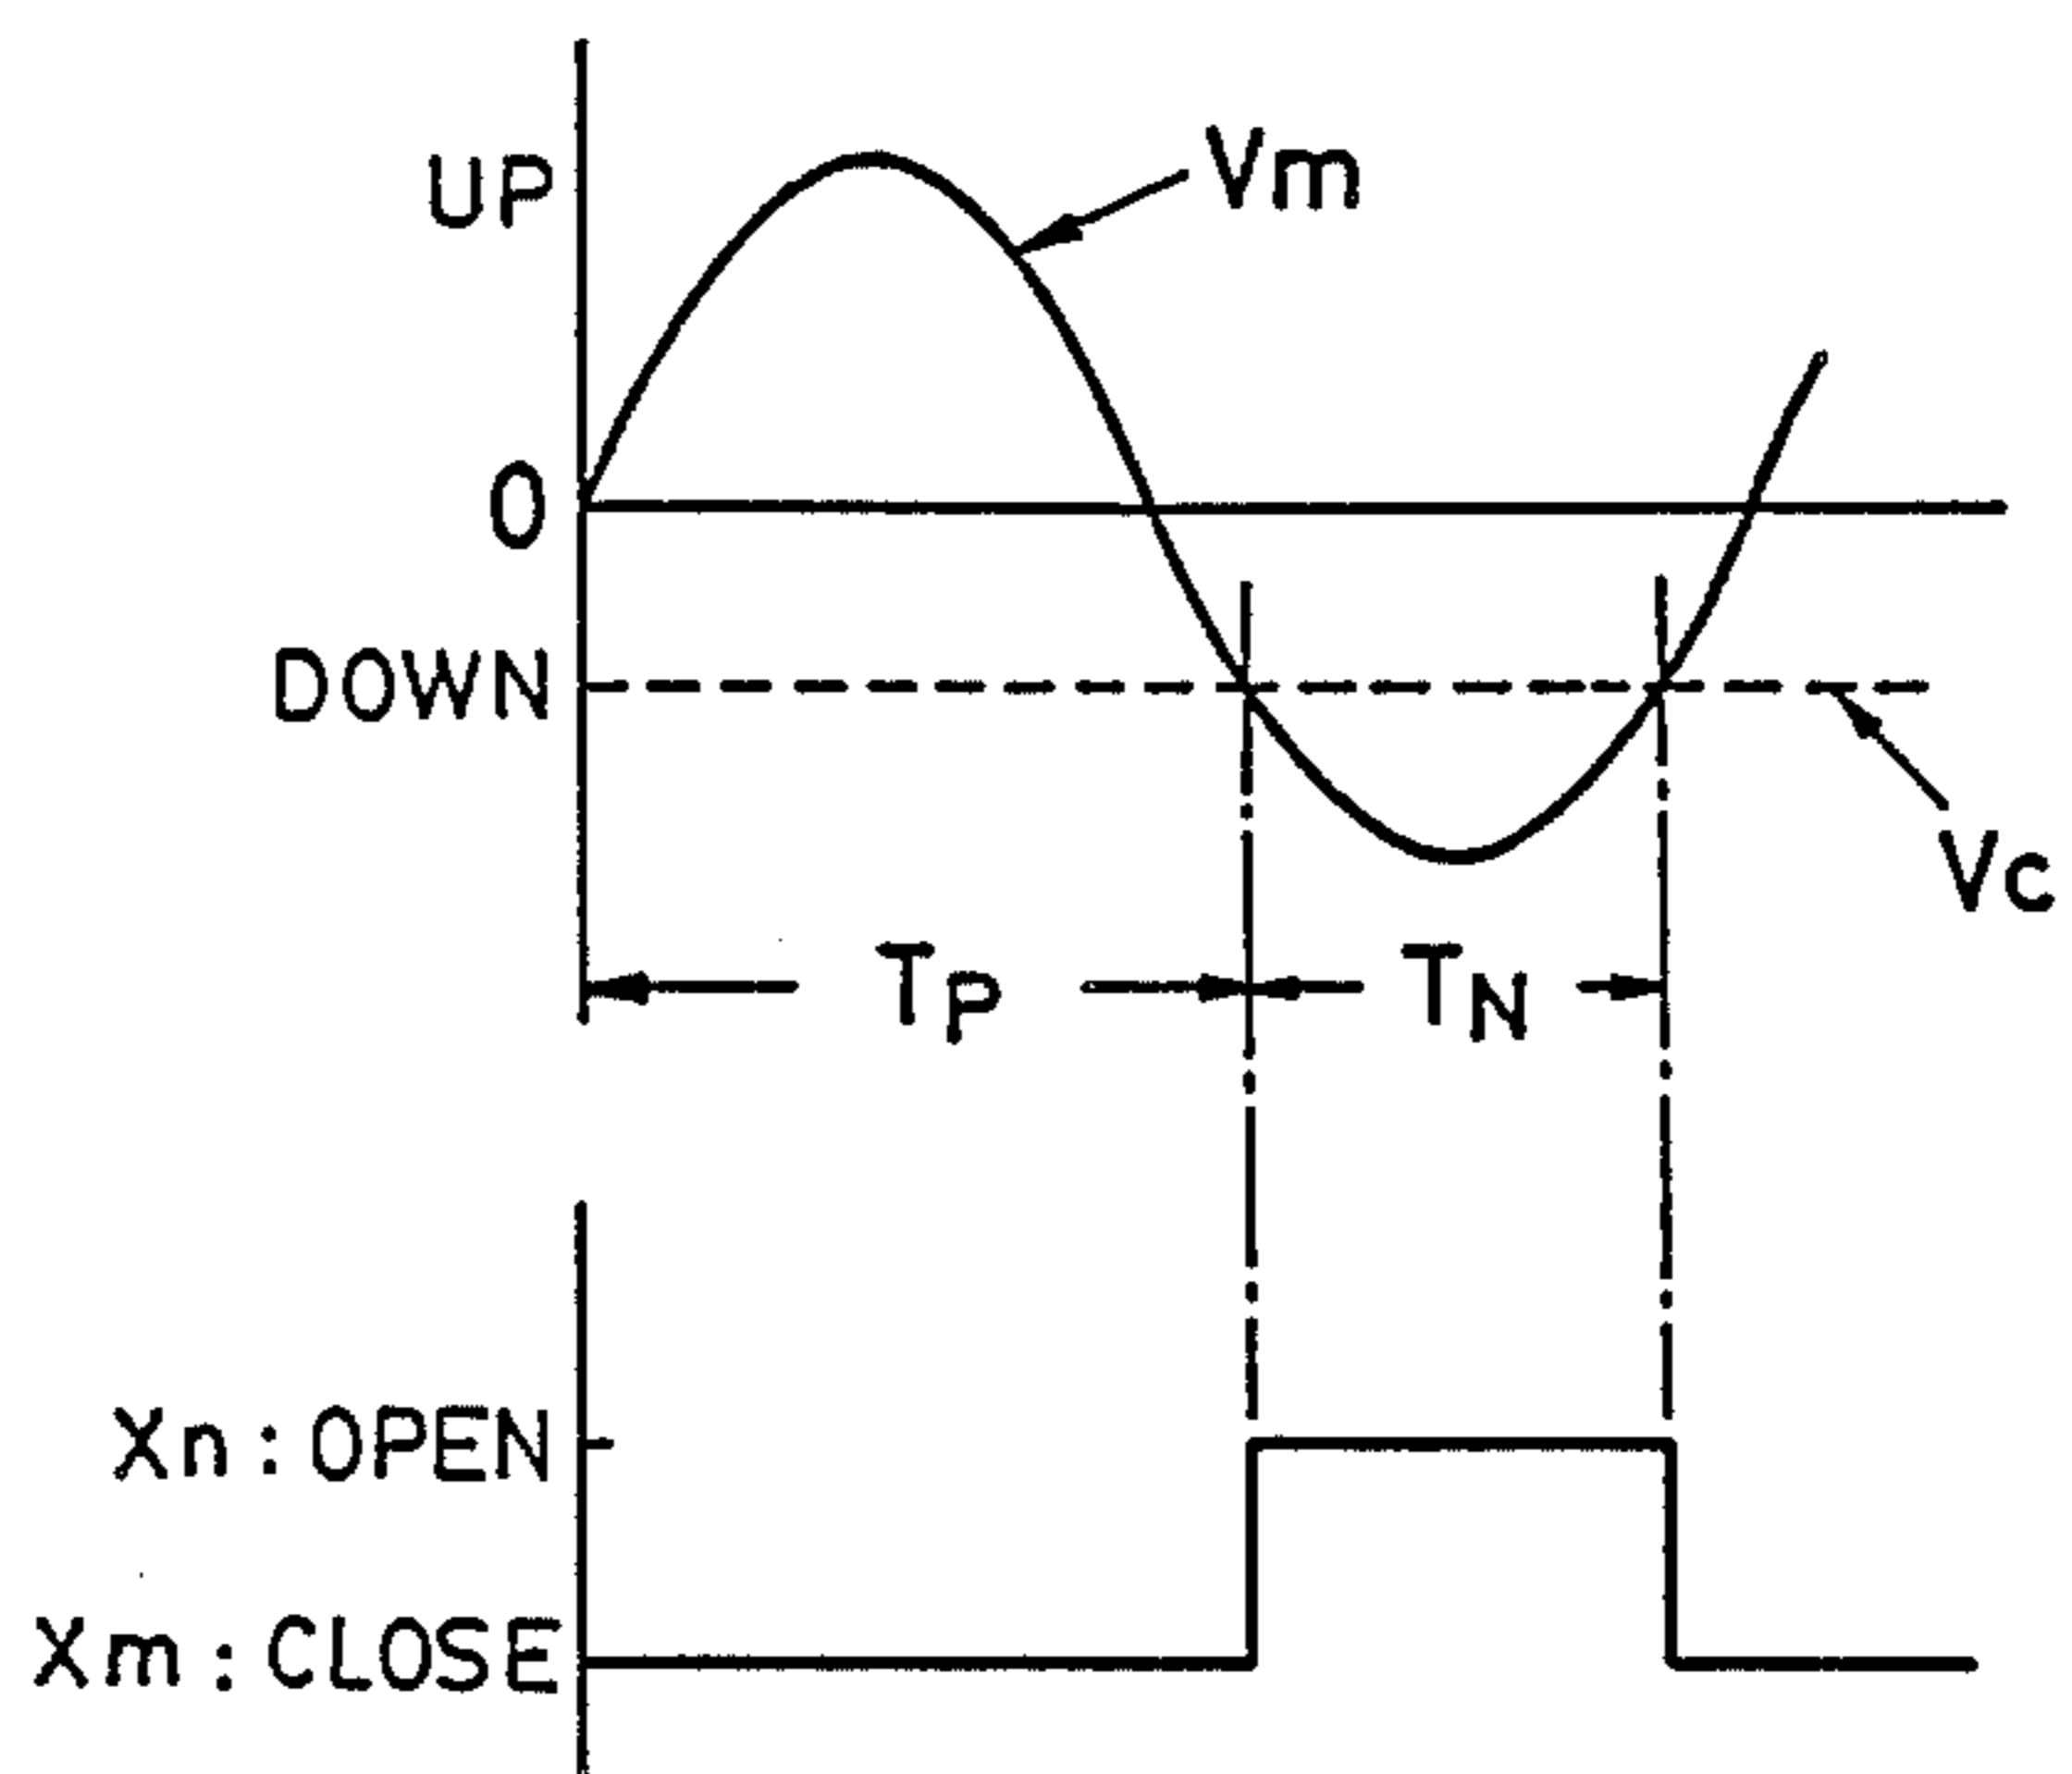 UP
Vm
0
DOWN
Vc
TP
TN
Xn:OPEN
Xm:CLOSE